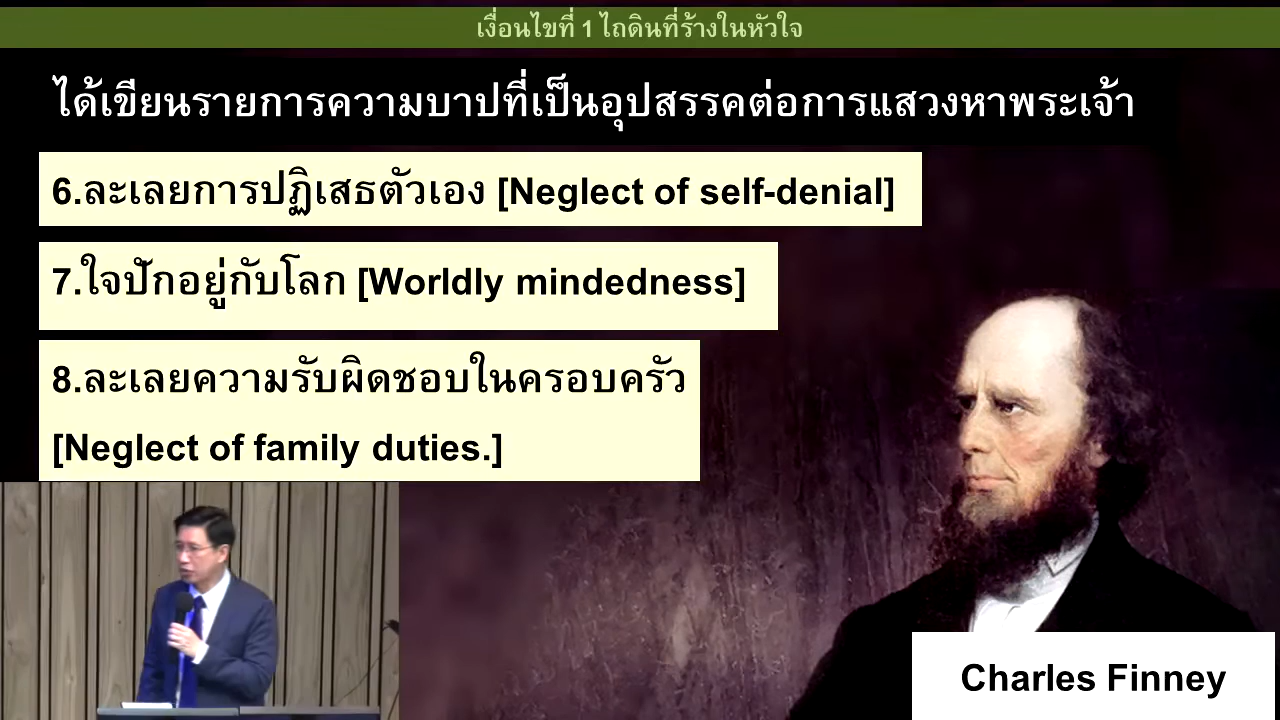 เงื่อนไขที่ 1 ไถดินที่ร้างในหัวใจ
ได้เขียนรายการความบาปที่เป็นอุปสรรคต่อการแสวงหาพระเจ้า
6.ละเลยการปฏิเสธตัวเอง [Neglect of self-denial]
7.ใจปักอยู่กับโลก [Worldly mindedness]
8.ละเลยความรับผิดชอบในครอบครัว
[Neglect of family duties.]
Charles Finney